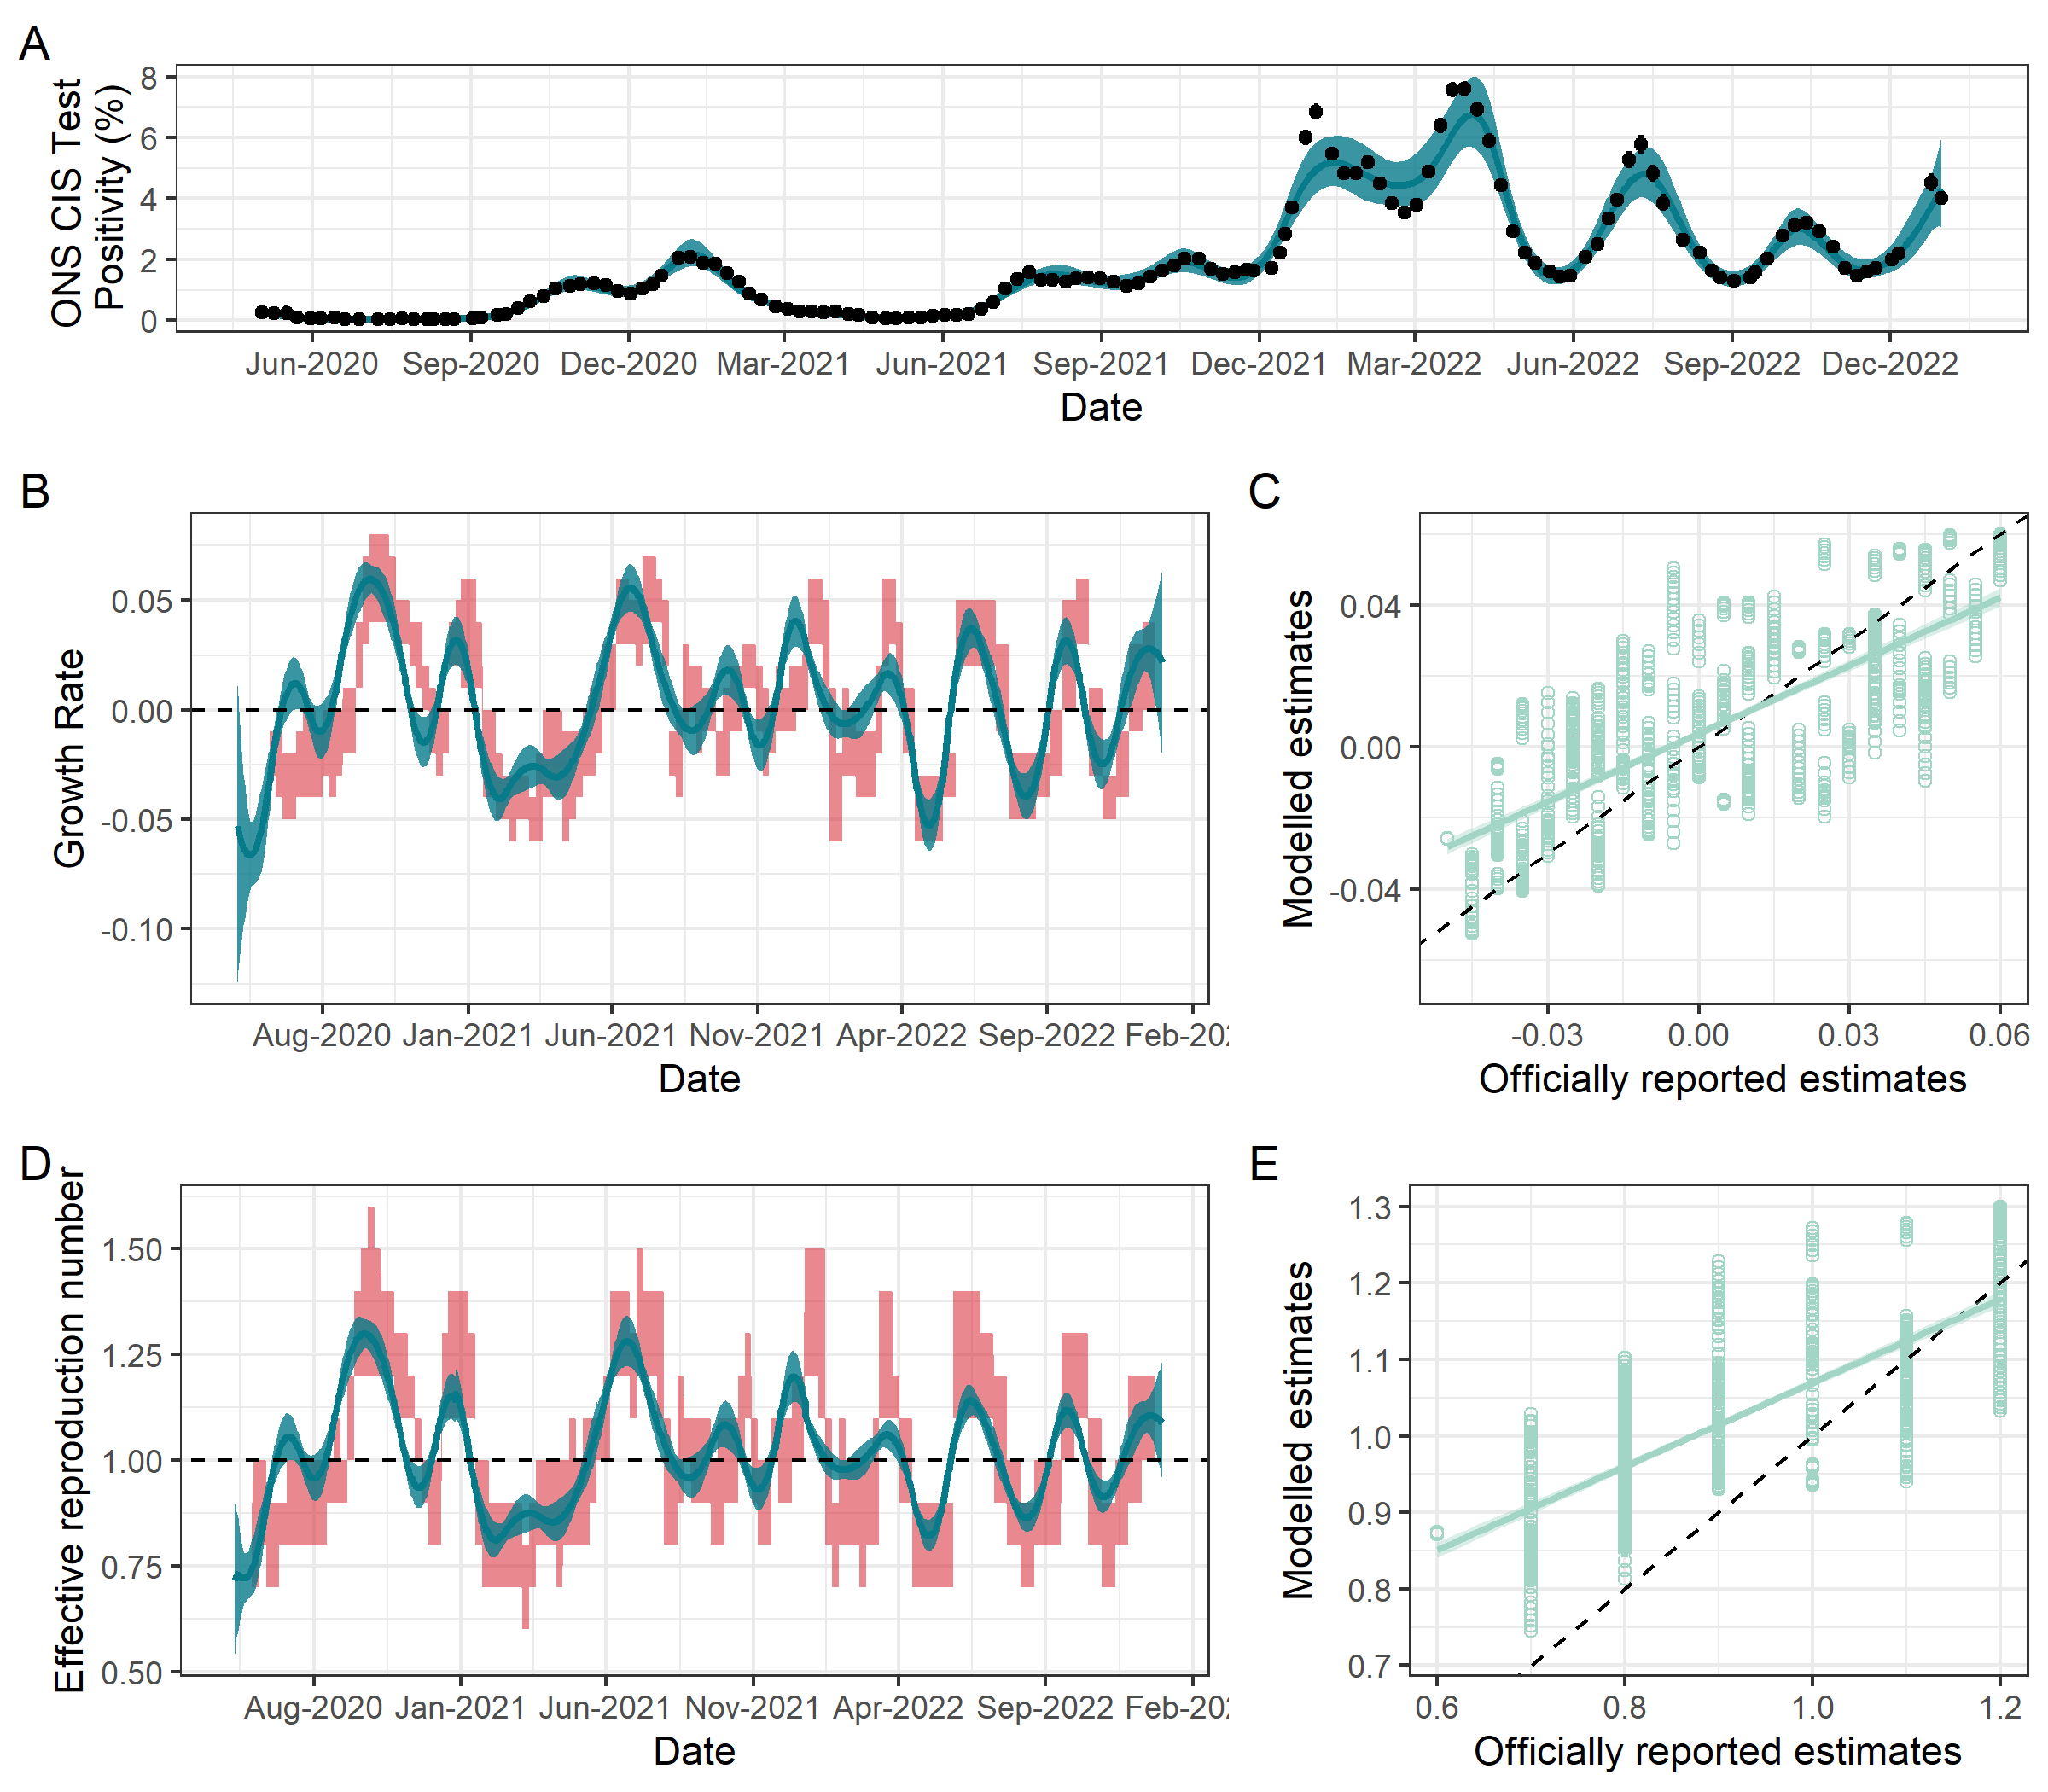 A
ONS CIS Test
Positivity (%)
8
6
4
2
0
Jun-2020 Sep-2020 Dec-2020 Mar-2021 Jun-2021 Sep-2021 Dec-2021 Mar-2022 Jun-2022 Sep-2022 Dec-2022
Date
B
Growth Rate
0.05
0.00
-0.05
-0.10
Aug-2020 Jan-2021 Jun-2021 Nov-2021 Apr-2022 Sep-2022 Feb-202
Date
C
Modelled estimates
0.04
0.00
-0.04
-0.03 0.00 0.03 0.06
Officially reported estimates
D
Effective reproduction number
1.50
1.25
1.00
0.75
0.50
Aug-2020 Jan-2021 Jun-2021 Nov-2021 Apr-2022 Sep-2022 Feb-202
Date
E
Modelled estimates
1.3
1.2
1.1
1.0
0.9
0.8
0.7
0.6 0.8 1.0 1.2
Officially reported estimates